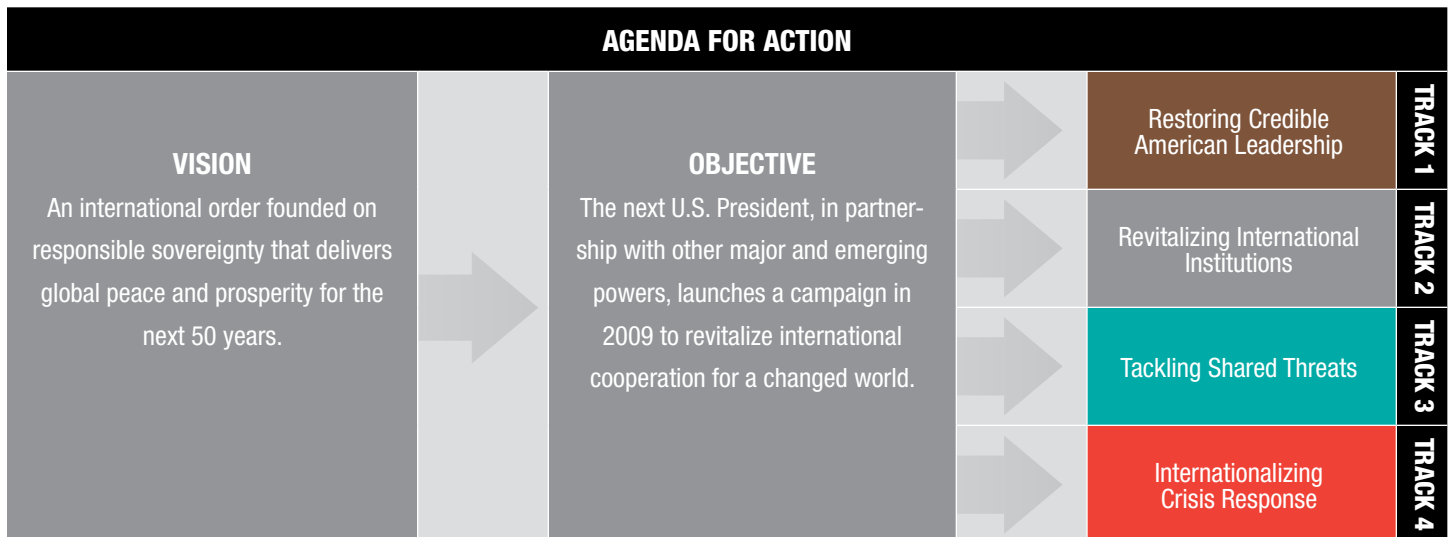 AGENDA FOR ACTION
VISION
An international order founded on
responsible sovereignty that delivers
global peace and prosperity for the
next 50 years.
OBJECTIVE
The next U.S. President, in partner-
ship with other major and emerging
powers, launches a campaign in
2009 to revitalize international
cooperation for a changed world.
Restoring Credible
American Leadership
TRACK 1
Revitalizing International
Institutions
TRACK 2
Tackling Shared Threats
TRACK 3
Internationalizing
Crisis Response
TRACK 4